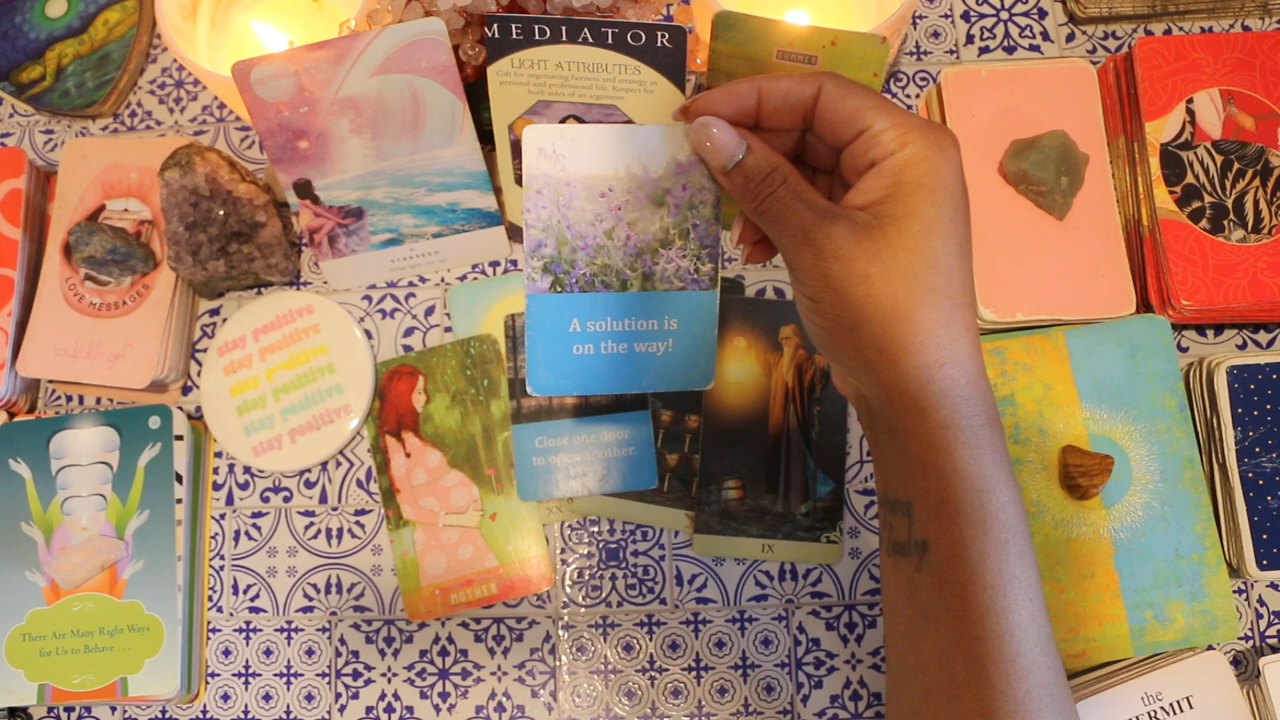 MEDIATOR
LIGHT ATTRIBUTES
Gift for negotiating fairness and strategy in
personal and professional life. Respect for
both sides of an argument.
SUMMER
A solution is
on the way!
STARSEED
LOVE MESSAGES
stay positive
stay positive
stay positive
stay positive
stay positive
stay positive
Close one door
to open another.
XX
IX
MOTHER
There Are Many Right Ways
for Us to Behave . . .
the